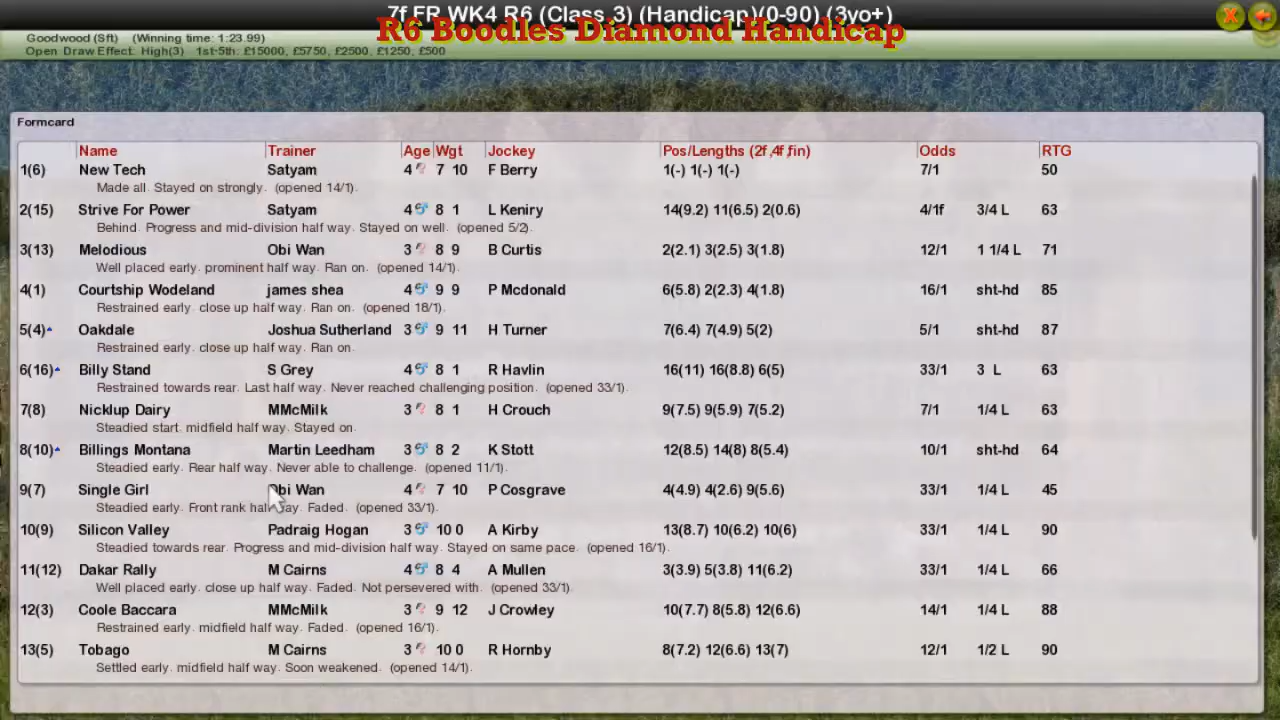 7f FR WK4 R6 (Class 3) (Handicap)(0-90) (3yo+)
R6 Boodles Diamond Handicap
Goodwood (Sft) (Winning time: 1:23.99)
Open Draw Effect: High(3) 1st-5th: £15000, £5750, £2500, £1250, £500
Formcard
Name Trainer Age Wgt Jockey Pos/Lengths (2f,4f,fin) Odds RTG
1(6) New Tech Satyam 4 7 10 F Berry 1(-) 1(-) 1(-) 7/1 50
Made all. Stayed on strongly. (opened 14/1).
2(15) Strive For Power Satyam 4 8 1 L Keniry 14(9.2) 11(6.5) 2(0.6) 4/1f 3/4 L 63
Behind. Progress and mid-division half way. Stayed on well. (opened 5/2).
3(13) Melodious Obi Wan 3 8 9 B Curtis 2(2.1) 3(2.5) 3(1.8) 12/1 1 1/4 L 71
Well placed early. prominent half way. Ran on. (opened 14/1).
4(1) Courtship Wodeland james shea 4 9 9 P Mcdonald 6(5.8) 2(2.3) 4(1.8) 16/1 sht-hd 85
Restrained early. close up half way. Ran on. (opened 18/1).
5(4) Oakdale Joshua Sutherland 3 9 11 H Turner 7(6.4) 7(4.9) 5(2) 5/1 sht-hd 87
Restrained early. close up half way. Ran on.
6(16) Billy Stand S Grey 4 8 1 R Havlin 16(11) 16(8.8) 6(5) 33/1 3 L 63
Restrained towards rear. Last half way. Never reached challenging position. (opened 33/1).
7(8) Nicklup Dairy MMcMilk 3 8 1 H Crouch 9(7.5) 9(5.9) 7(5.2) 7/1 1/4 L 63
Steadied start. midfield half way. Stayed on.
8(10) Billings Montana Martin Leedham 3 8 2 K Stott 12(8.5) 14(8) 8(5.4) 10/1 sht-hd 64
Steadied early. Rear half way. Never able to challenge. (opened 11/1).
9(7) Single Girl Obi Wan 4 7 10 P Cosgrave 4(4.9) 4(2.6) 9(5.6) 33/1 1/4 L 45
Steadied early. Front rank half way. Faded. (opened 33/1).
10(9) Silicon Valley Padraig Hogan 3 10 0 A Kirby 13(8.7) 10(6.2) 10(6) 33/1 1/4 L 90
Steadied towards rear. Progress and mid-division half way. Stayed on same pace. (opened 16/1).
11(12) Dakar Rally M Cairns 4 8 4 A Mullen 3(3.9) 5(3.8) 11(6.2) 33/1 1/4 L 66
Well placed early. close up half way. Faded. Not persevered with. (opened 33/1).
12(3) Coole Baccara MMcMilk 3 9 12 J Crowley 10(7.7) 8(5.8) 12(6.6) 14/1 1/4 L 88
Restrained early. midfield half way. Faded. (opened 16/1).
13(5) Tobago M Cairns 3 10 0 R Hornby 8(7.2) 12(6.6) 13(7) 12/1 1/2 L 90
Settled early. midfield half way. Soon weakened. (opened 14/1).